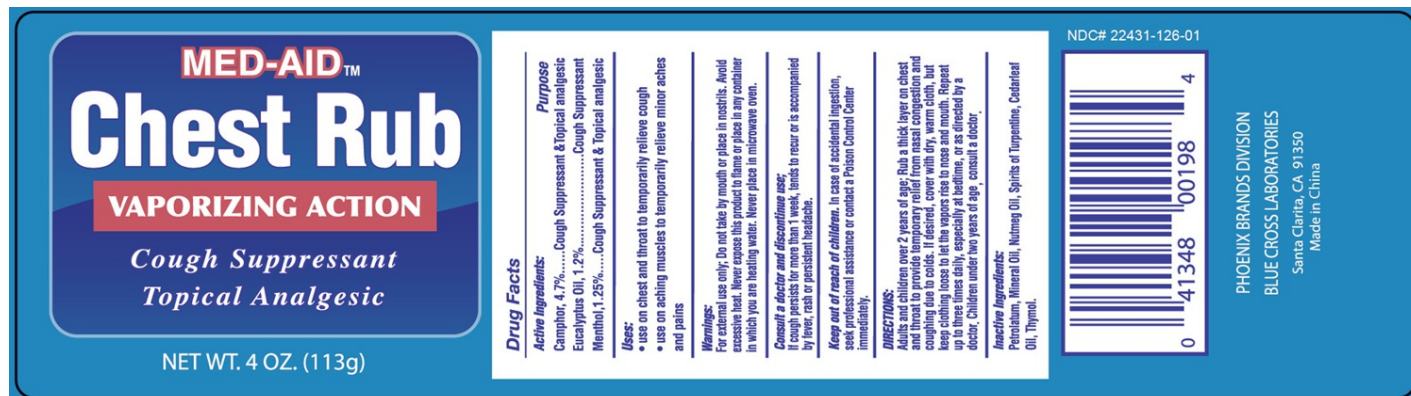 MED-AID™
Chest Rub
VAPORIZING ACTION
Cough Suppressant
Topical Analgesic
NET WT. 4 OZ. (113g)
Drug Facts
Active Ingredients: Purpose
Camphor, 4.7%.....Cough Suppressant &Topical analgesic
Eucalyptus Oil, 1.2%......................Cough Suppressant
Menthol,1.25%.....Cough Suppressant & Topical analgesic
Uses:
• use on chest and throat to temporarily relieve cough
• use on aching muscles to temporarily relieve minor aches
and pains
Warnings:
For external use only; Do not take by mouth or place in nostrils. Avoid
excessive heat. Never expose this product to flame or place in any container
in which you are heating water. Never place in microwave oven.
Consult a doctor and discontinue use;
If cough persists for more than 1 week, tends to recur or is accompanied
by fever, rash or persistent headache.
Keep out of reach of children. In case of accidental ingestion,
seek professional assistance or contact a Poison Control Center
immediately.
DIRECTIONS:
Adults and children over 2 years of age; Rub a thick layer on chest
and throat to provide temporary relief from nasal congestion and
coughing due to colds. If desired, cover with dry, warm cloth, but
keep clothing loose to let the vapors rise to nose and mouth. Repeat
up to three times daily, especially at bedtime, or as directed by a
doctor, Children under two years of age, consult a doctor.
Inactive Ingredients:
Petrolatum, Mineral Oil, Nutmeg Oil, Spirits of Turpentine, Cedarleaf
Oil, Thymol.
NDC# 22431-126-01
0 41348 00198 4
PHOENIX BRANDS DIVISION
BLUE CROSS LABORATORIES
Santa Clarita, CA 91350
Made in China